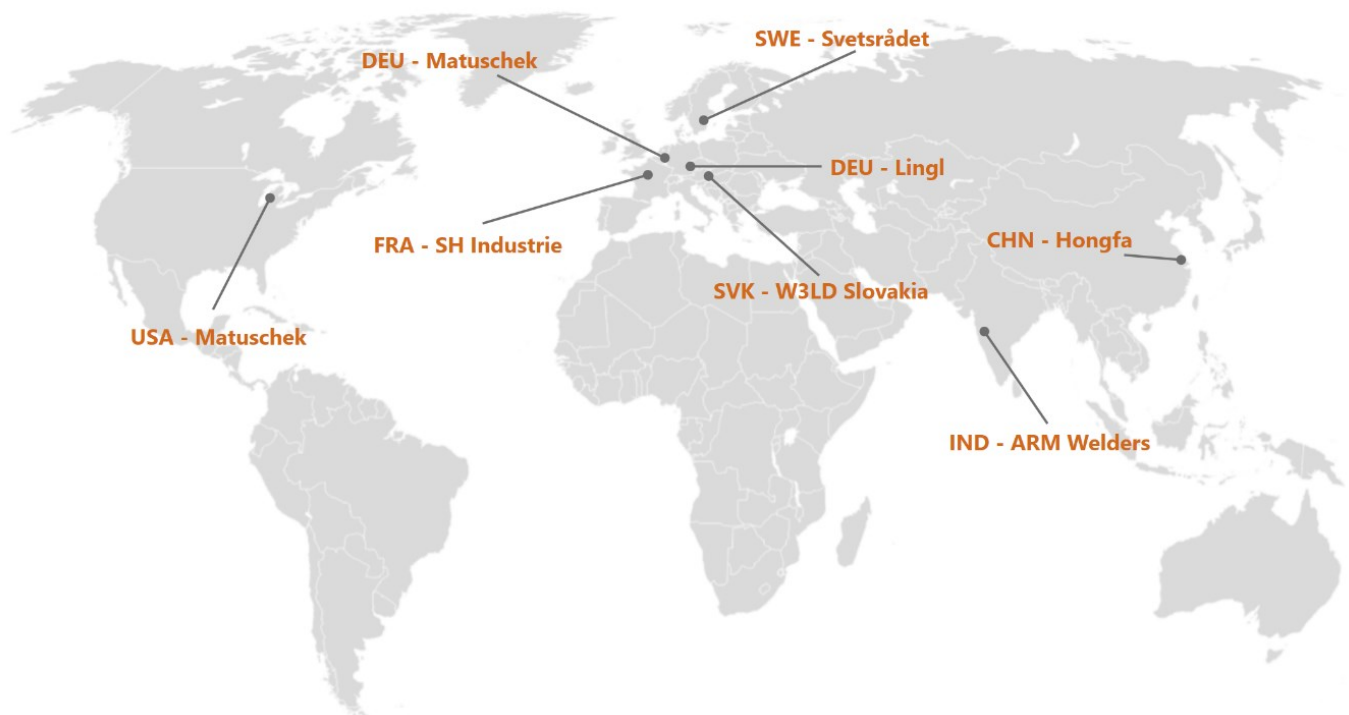 SWE - Svetsrådet
DEU - Matuschek
DEU - Lingl
FRA - SH Industrie
CHN - Hongfa
SVK - W3LD Slovakia
USA - Matuschek
IND - ARM Welders